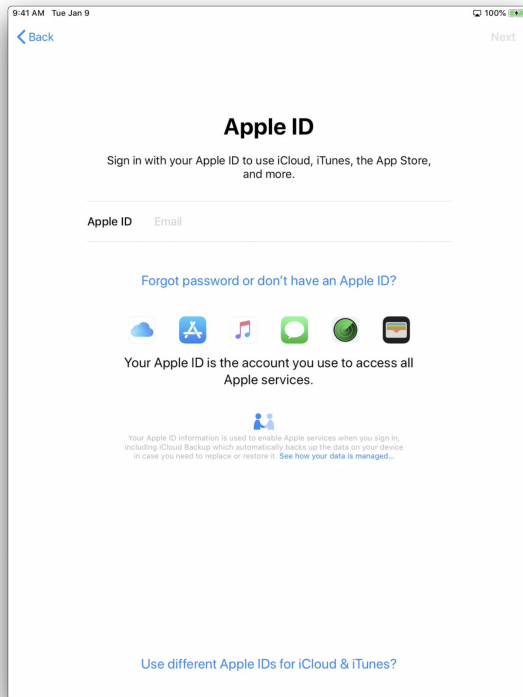 9:41 AM Tue Jan 9
100%
Back
Next
Apple ID
Sign in with your Apple ID to use iCloud, iTunes, the App Store,
and more.
Apple ID Email
Forgot password or don't have an Apple ID?
Your Apple ID is the account you use to access all
Apple services.
Your Apple ID information is used to enable Apple services when you sign in,
including iCloud Backup which automatically backs up the data on your device
in case you need to replace or restore it. See how your data is managed...
Use different Apple IDs for iCloud & iTunes?